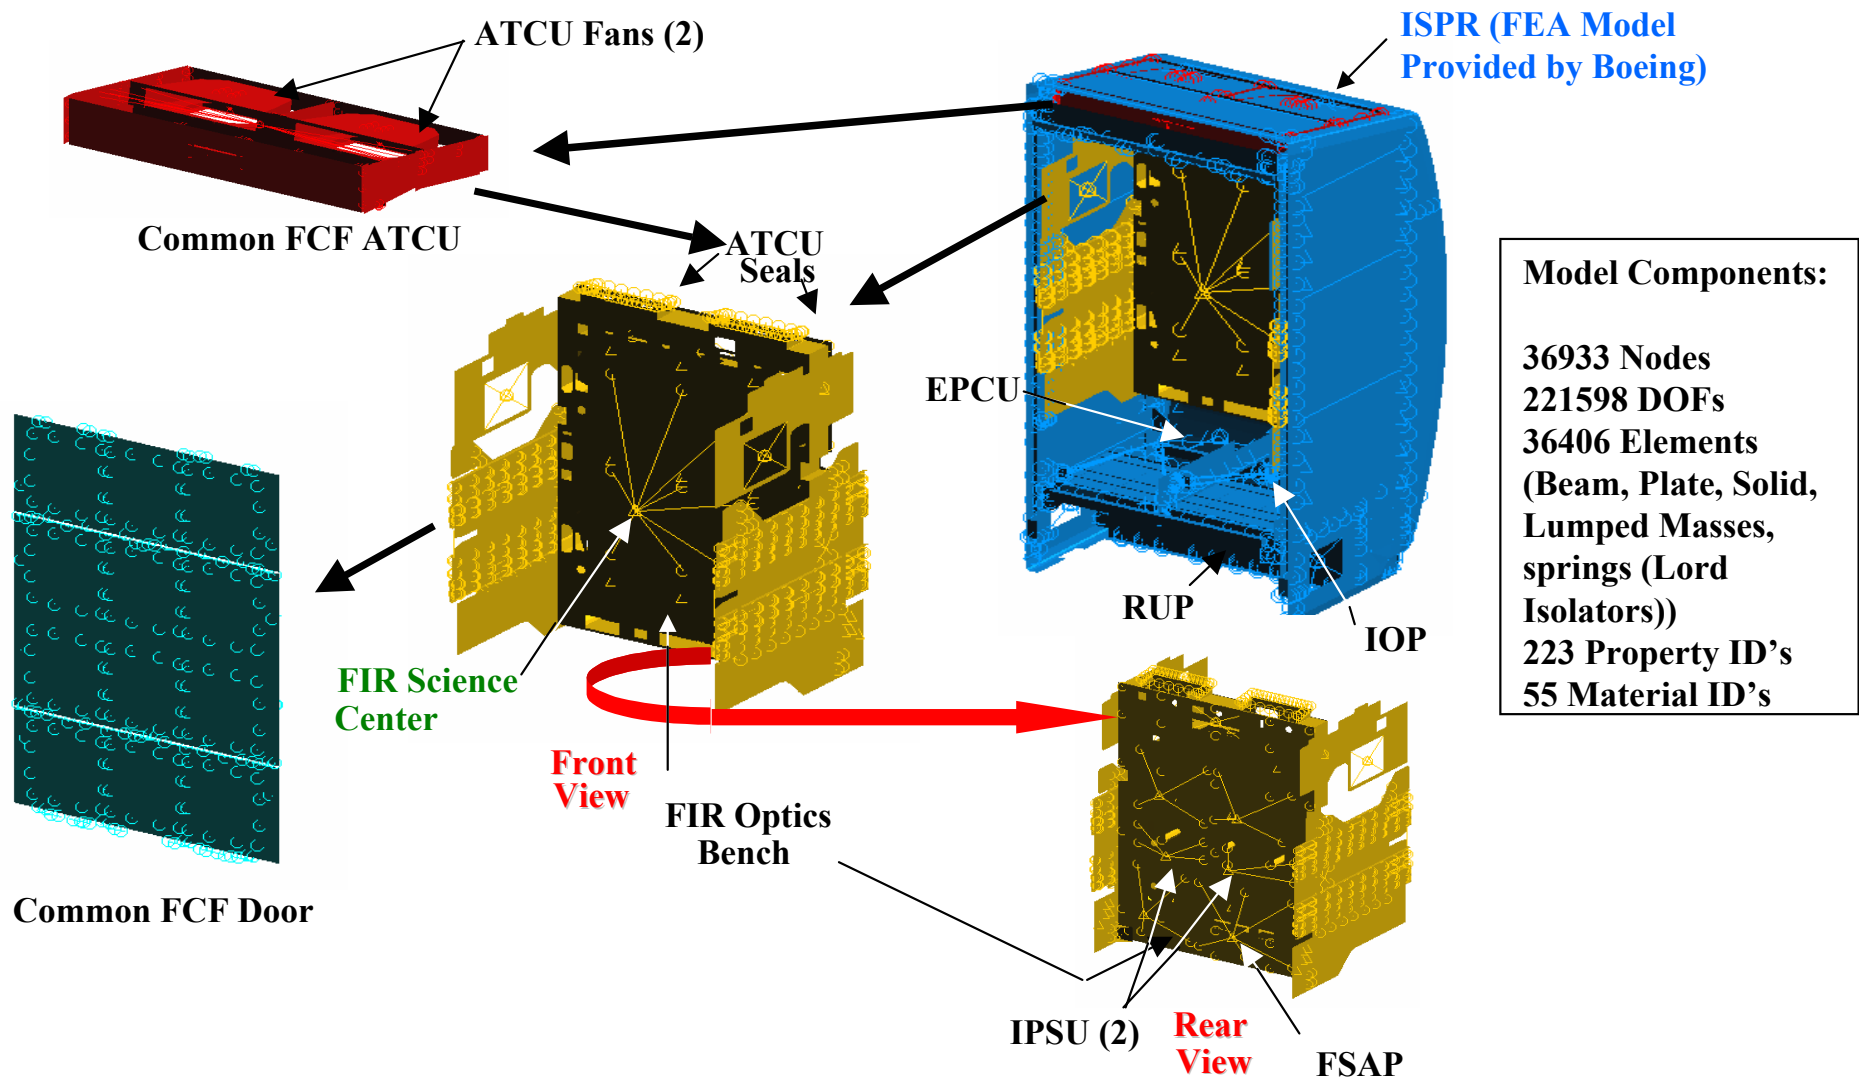 ATCU Fans (2)
ISPR (FEA Model
Provided by Boeing)
Common FCF ATCU
ATCU
Seals
Model Components:
36933 Nodes
221598 DOFs
36406 Elements
(Beam, Plate, Solid,
Lumped Masses,
springs (Lord
Isolators))
223 Property ID’s
55 Material ID’s
EPCU
RUP
IOP
FIR Science
Center
Front
View
FIR Optics
Bench
Common FCF Door
IPSU (2)
Rear
View
FSAP